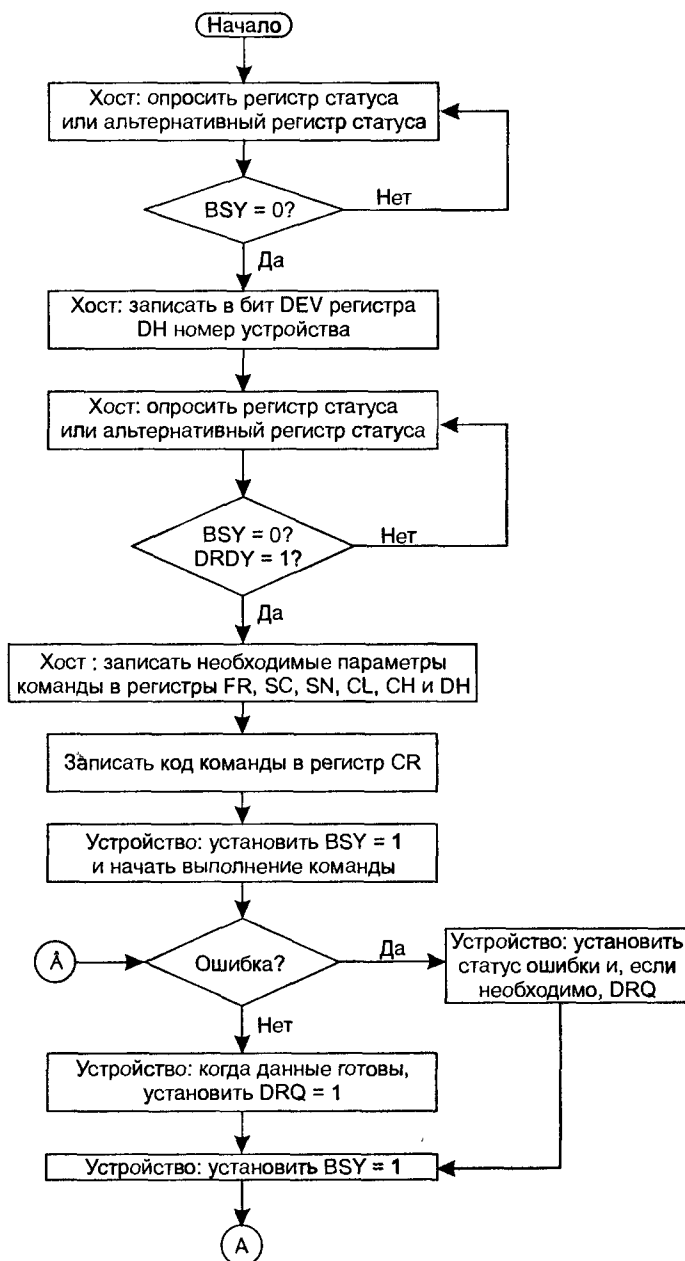 Начало
Хост: опросить регистр статуса
или альтернативный регистр статуса
BSY = 0?
Нет
Да
Хост: записать в бит DEV регистра
DH номер устройства
Хост: опросить регистр статуса
или альтернативный регистр статуса
BSY = 0?
DRDY = 1?
Нет
Да
Хост : записать необходимые параметры
команды в регистры FR, SC, SN, CL, CH и DH
Записать код команды в регистр CR
Устройство: установить BSY = 1
и начать выполнение команды
А
Ошибка?
Да
Устройство: установить
статус ошибки и, если
необходимо, DRQ
Нет
Устройство: когда данные готовы,
установить DRQ = 1
Устройство: установить BSY = 1
А